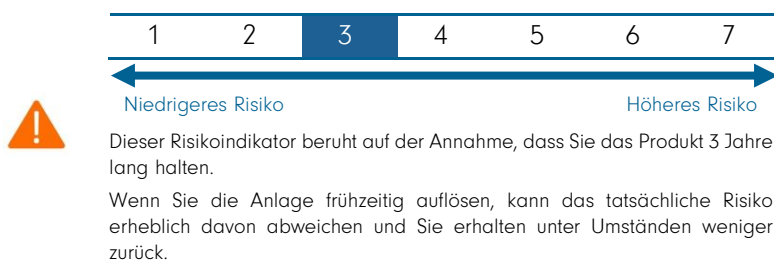 1 2 3 4 5 6 7
Niedrigeres Risiko Höheres Risiko
Dieser Risikoindikator beruht auf der Annahme, dass Sie das Produkt 3 Jahre
lang halten.
Wenn Sie die Anlage frühzeitig auflösen, kann das tatsächliche Risiko
erheblich davon abweichen und Sie erhalten unter Umständen weniger
zurück.